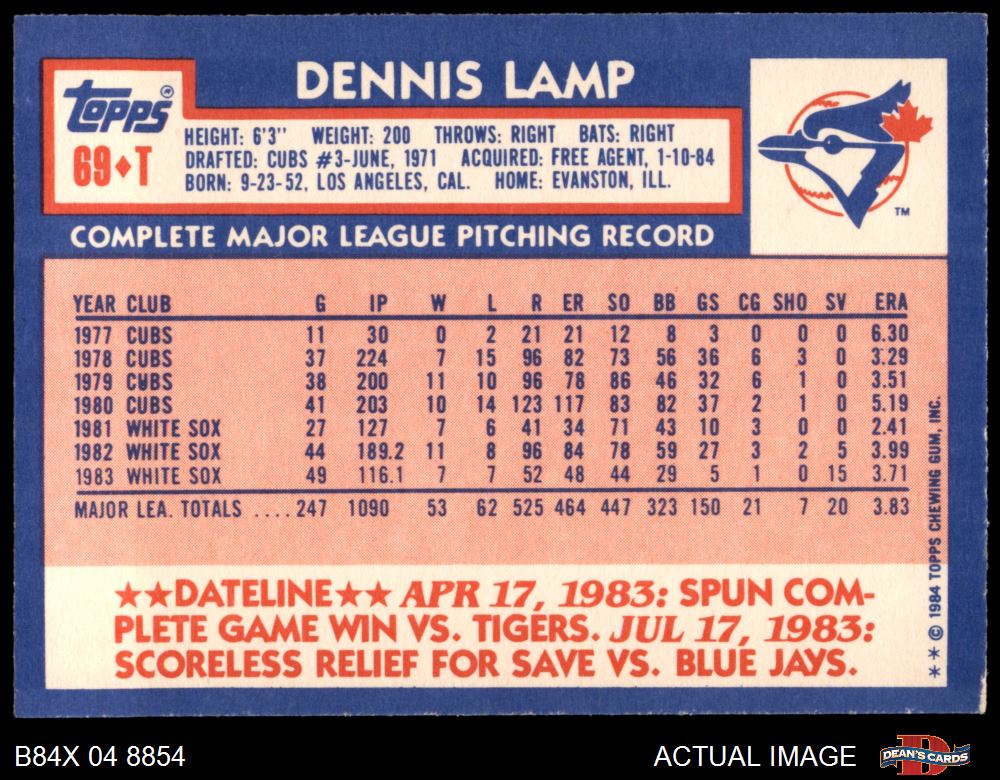 DENNIS LAMP
topps®
69♦T
HEIGHT: 6'3" WEIGHT: 200 THROWS: RIGHT BATS: RIGHT
DRAFTED: CUBS #3-JUNE, 1971 ACQUIRED: FREE AGENT, 1-10-84
BORN: 9-23-52, LOS ANGELES, CAL. HOME: EVANSTON, ILL.
TM
COMPLETE MAJOR LEAGUE PITCHING RECORD
YEAR CLUB G IP W L R ER SO BB GS CG SHO SV ERA
1977 CUBS 11 30 0 2 21 21 12 8 3 0 0 0 6.30
1978 CUBS 37 224 7 15 96 82 73 56 36 6 3 0 3.29
1979 CUBS 38 200 11 10 96 78 86 46 32 6 1 0 3.51
1980 CUBS 41 203 10 14 123 117 83 82 37 2 1 0 5.19
1981 WHITE SOX 27 127 7 6 41 34 71 43 10 3 0 0 2.41
1982 WHITE SOX 44 189.2 11 8 96 84 78 59 27 3 2 5 3.99
1983 WHITE SOX 49 116.1 7 7 52 48 44 29 5 1 0 15 3.71
MAJOR LEA. TOTALS ....247 1090 53 62 525 464 447 323 150 21 7 20 3.83
★★DATELINE★★ APR 17, 1983: SPUN COM-
PLETE GAME WIN VS. TIGERS. JUL 17, 1983:
SCORELESS RELIEF FOR SAVE VS. BLUE JAYS.
** © 1984 TOPPS CHEWING GUM, INC.
B84X 04 8854
ACTUAL IMAGE
DEAN'S CARDS